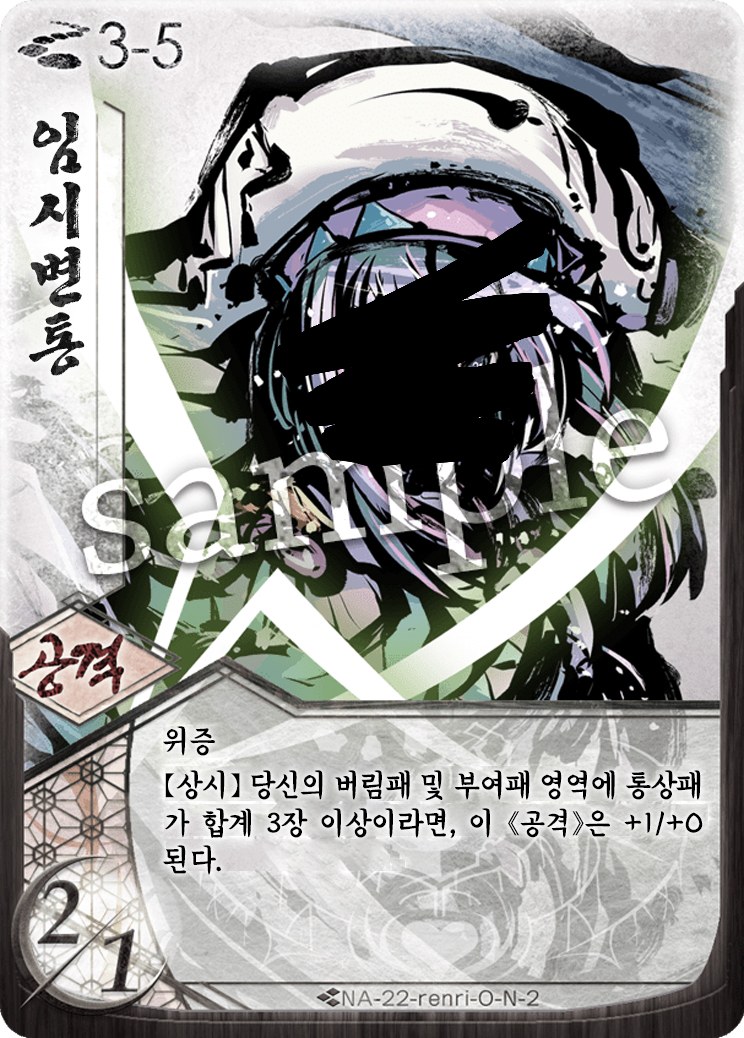 3-5
임시변통
sample
공격
위증
【상시】 당신의 버림패 및 부여패 영역에 통상패
가 합계 3장 이상이라면, 이 《공격》은 +1/+0
된다.
2/1
NA-22-renri-O-N-2